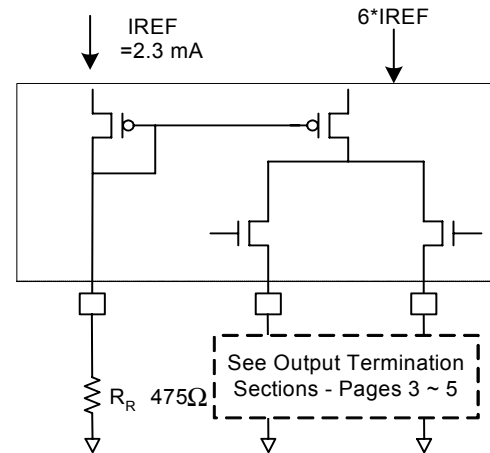 IREF
=2.3 mA
6*IREF
See Output Termination
Sections - Pages 3 ~ 5
R_R 475Ω